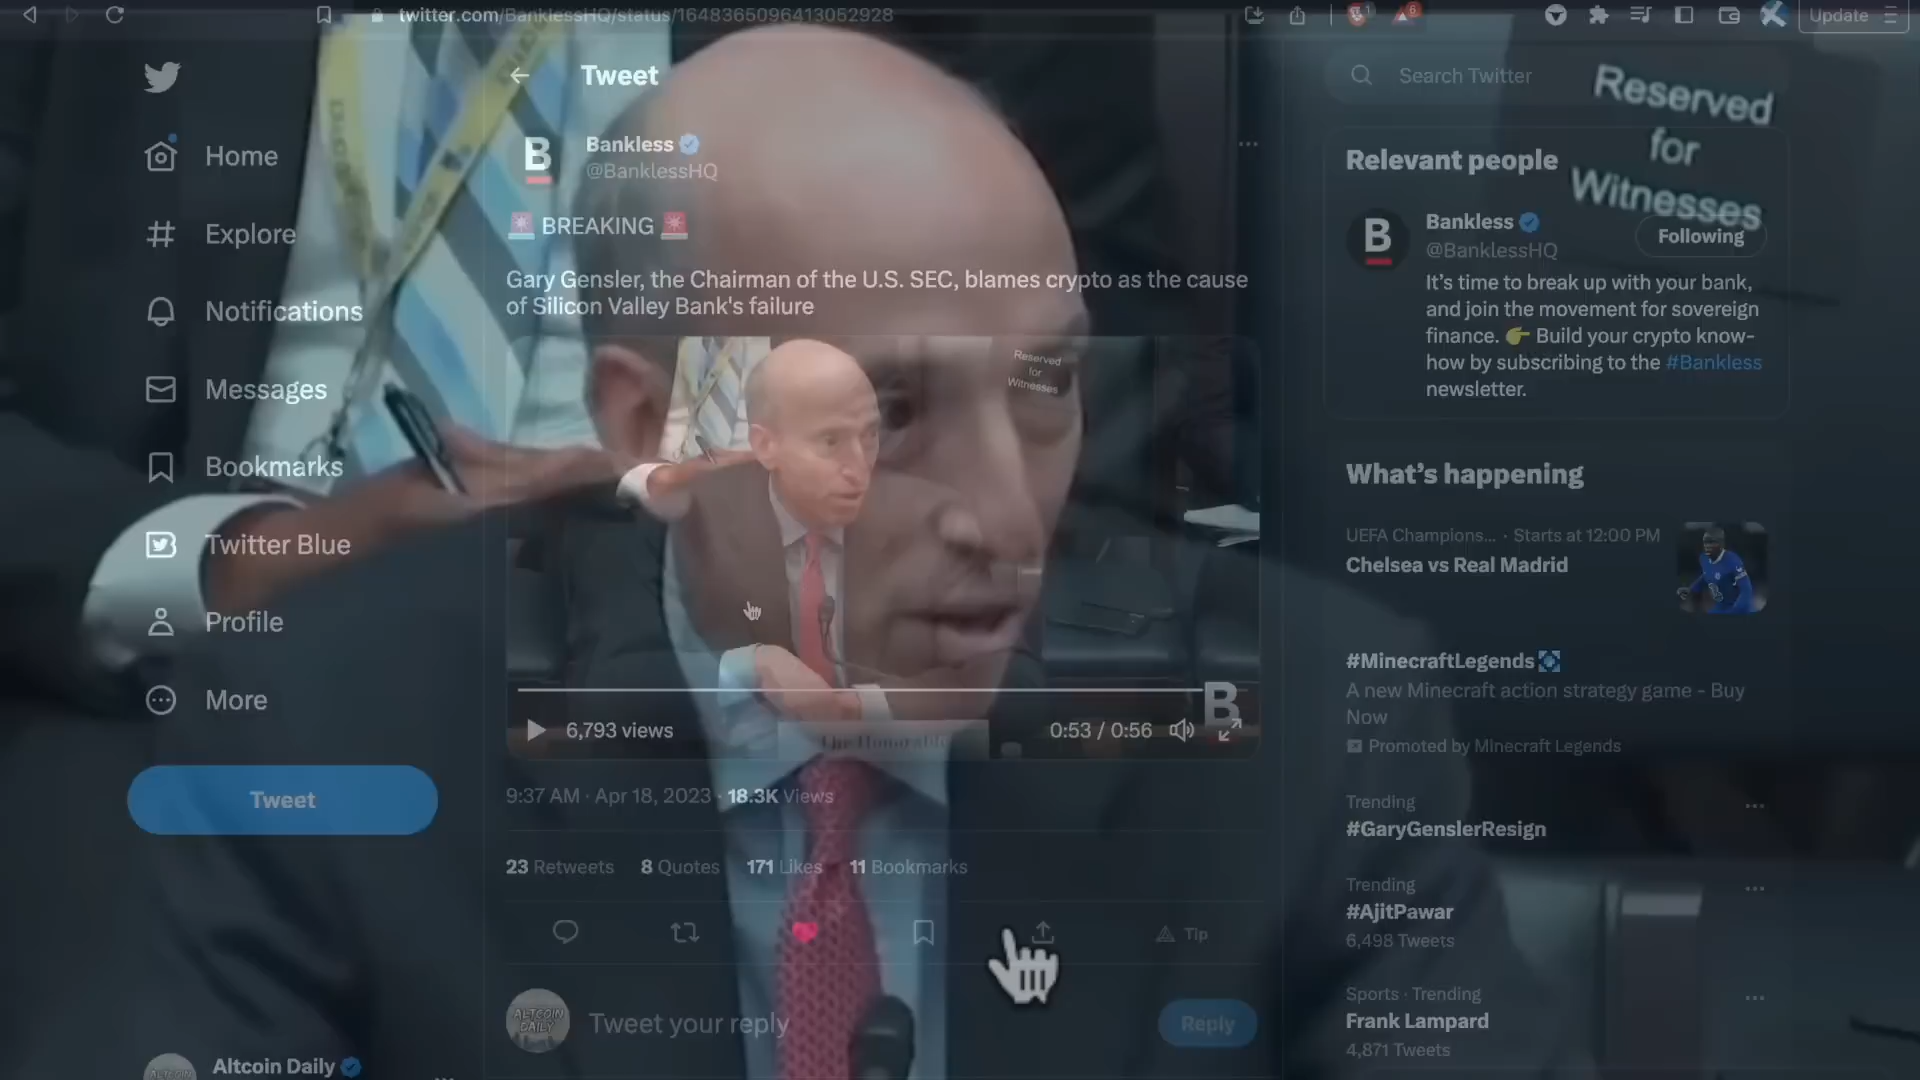 twitter.com/BanklessHQ/status/1648365096413052928
Update
Home
Explore
Notifications
Messages
Bookmarks
Twitter Blue
Profile
More
Tweet
Altcoin Daily
Tweet
B
Bankless
@BanklessHQ
🚨 BREAKING 🚨
Gary Gensler, the Chairman of the U.S. SEC, blames crypto as the cause
of Silicon Valley Bank's failure
Reserved
for
Witnesses
B
6,793 views
0:53 / 0:56
The Honorable
9:37 AM · Apr 18, 2023 · 18.3K Views
23 Retweets 8 Quotes 171 Likes 11 Bookmarks
Tip
ALTCOIN
DAILY
Tweet your reply
Reply
Search Twitter
Reserved
for
Witnesses
Relevant people
B
Bankless
@BanklessHQ
Following
It's time to break up with your bank,
and join the movement for sovereign
finance. 👉 Build your crypto know-
how by subscribing to the #Bankless
newsletter.
What's happening
UEFA Champions... · Starts at 12:00 PM
Chelsea vs Real Madrid
#MinecraftLegends
A new Minecraft action strategy game - Buy
Now
Promoted by Minecraft Legends
Trending
#GaryGenslerResign
Trending
#AjitPawar
6,498 Tweets
Sports · Trending
Frank Lampard
4,871 Tweets